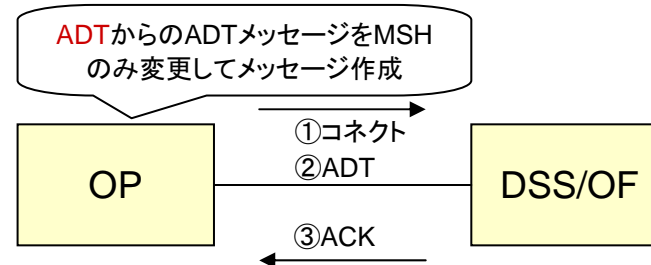 ADTからのADTメッセージをMSH
のみ変更してメッセージ作成
①コネクト
②ADT
OP
DSS/OF
③ACK